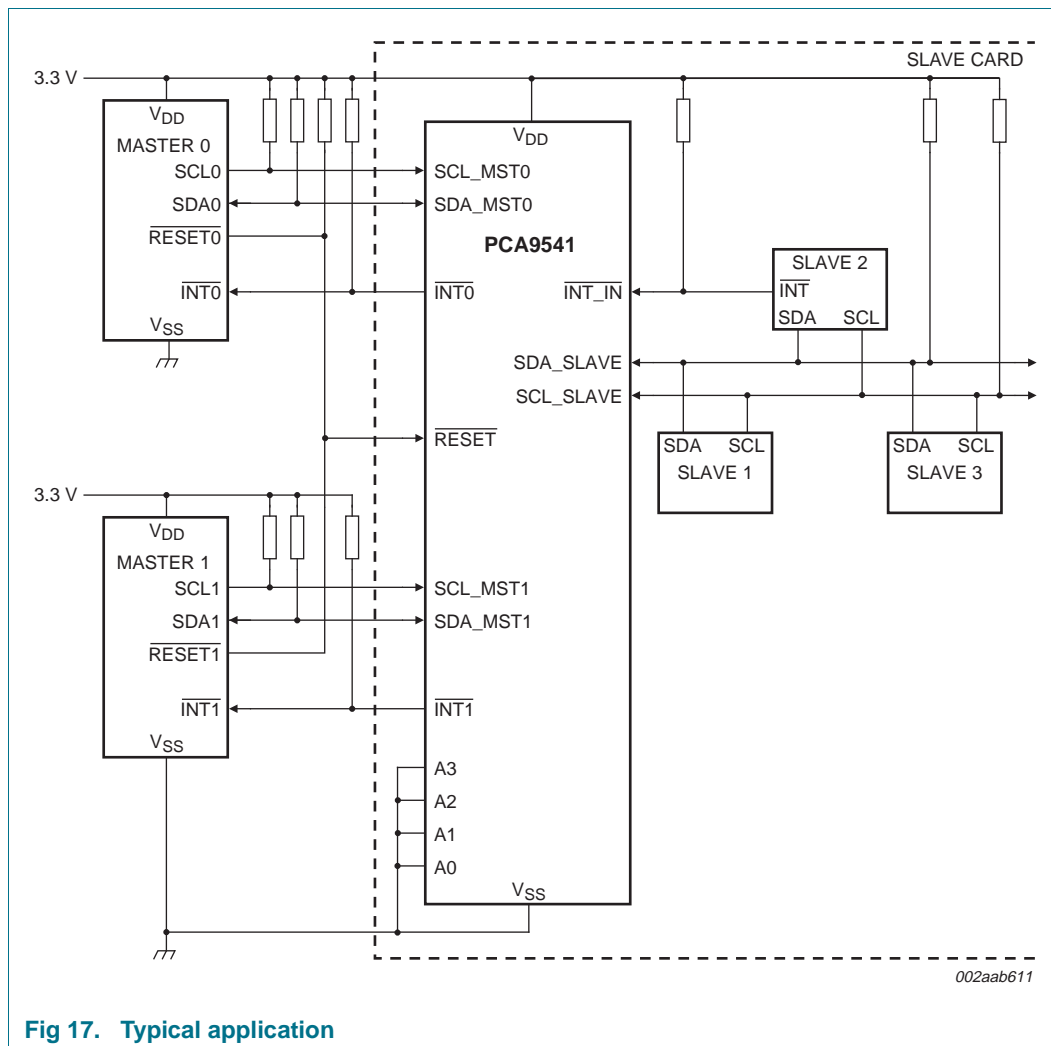 SLAVE CARD
3.3 V
VDD
MASTER 0
SCL0
SDA0
RESET0
INT0
VSS
VDD
SCL_MST0
SDA_MST0
PCA9541
INT0
INT_IN
SDA_SLAVE
SCL_SLAVE
RESET
SLAVE 2
INT
SDA SCL
SDA SCL
SLAVE 1
SDA SCL
SLAVE 3
3.3 V
VDD
MASTER 1
SCL1
SDA1
RESET1
INT1
VSS
SCL_MST1
SDA_MST1
INT1
A3
A2
A1
A0
VSS
002aab611
Fig 17. Typical application